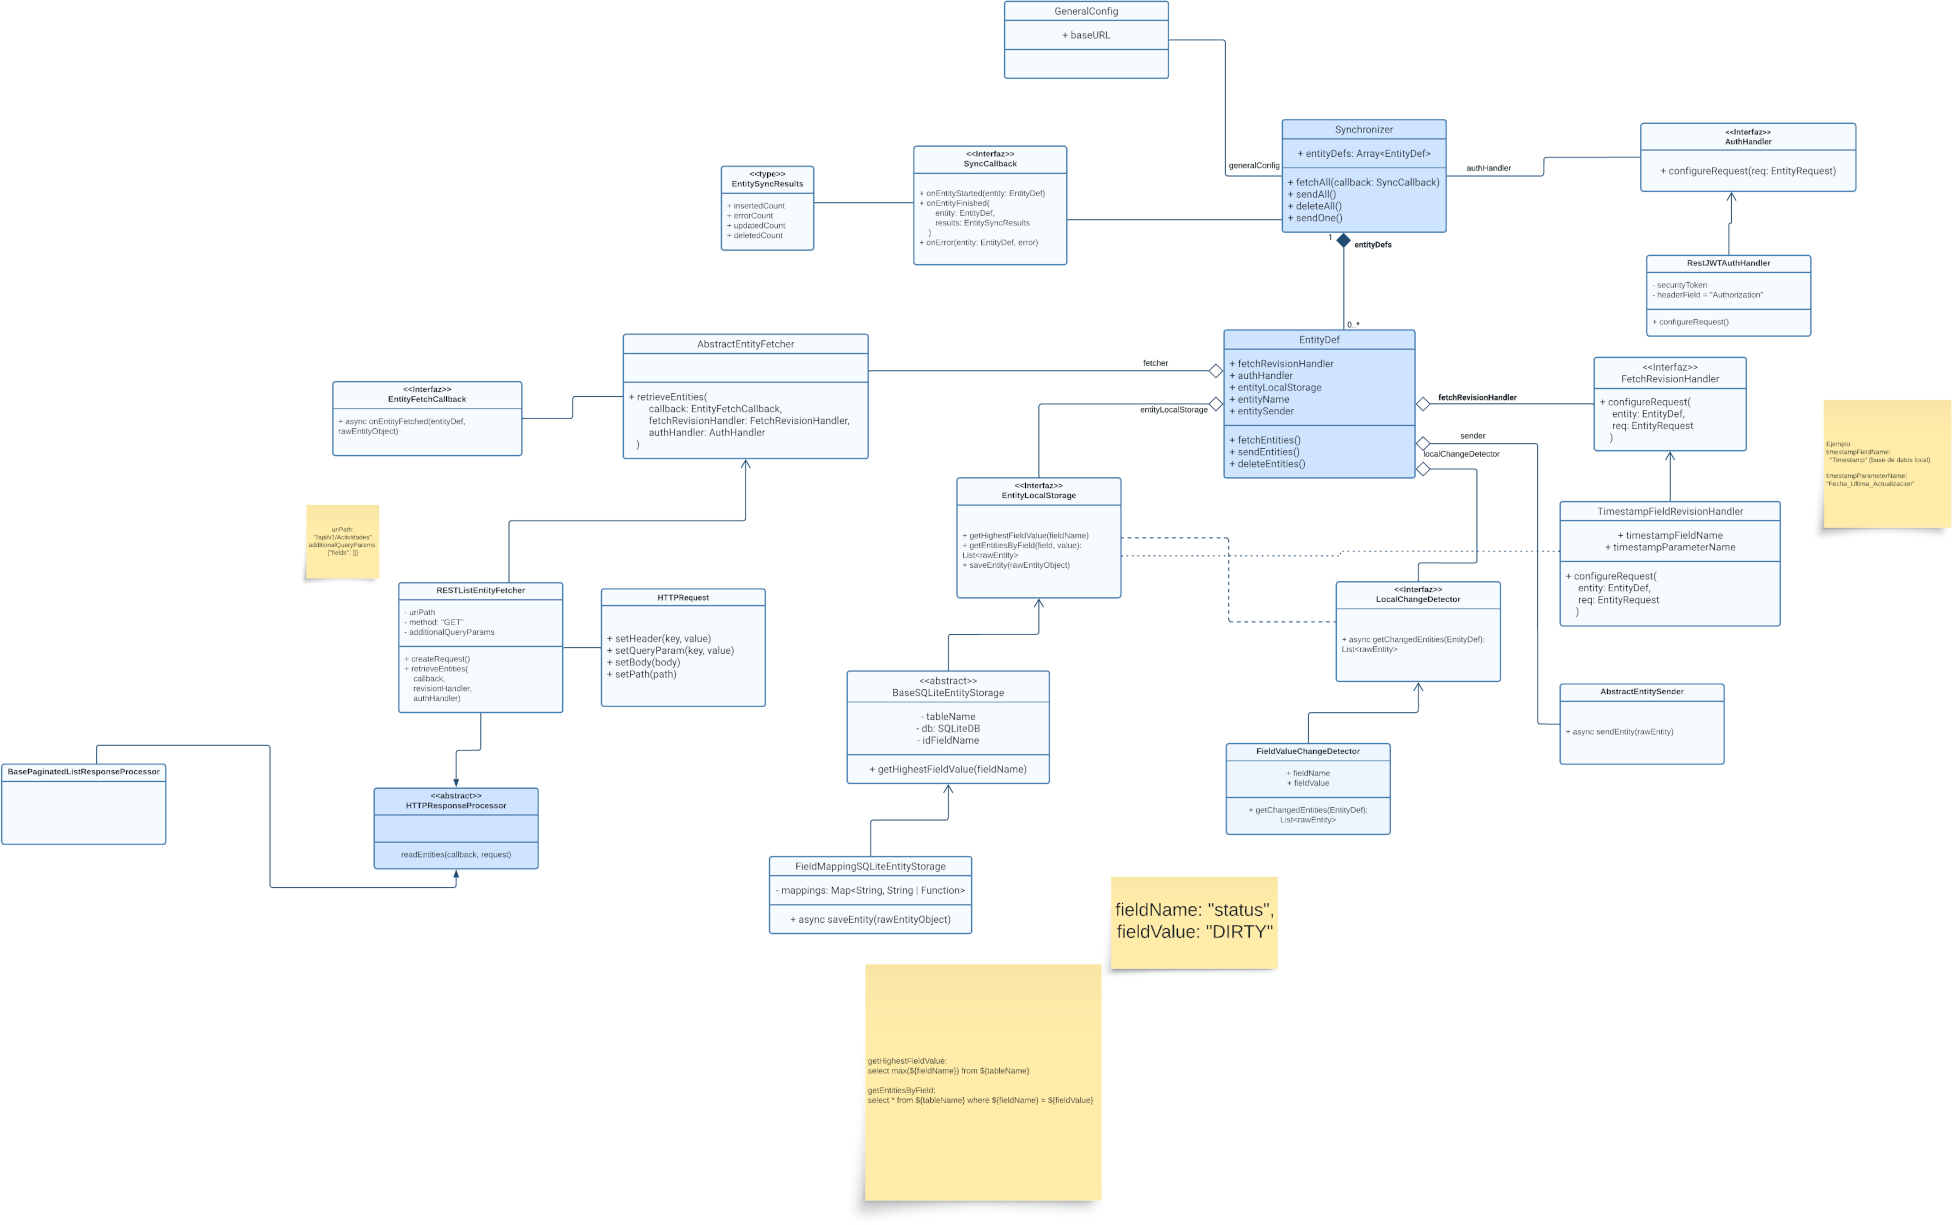 GeneralConfig
+ baseURL
Synchronizer
+ entityDefs: Array<EntityDef>
+ fetchAll(callback: SyncCallback)
+ sendAll()
+ deleteAll()
+ sendOne()
generalConfig
authHandler
<<Interfaz>>
AuthHandler
+ configureRequest(req: EntityRequest)
<<Interfaz>>
SyncCallback
+ onEntityStarted(entity: EntityDef)
+ onEntityFinished(
entity: EntityDef,
results: EntitySyncResults
)
+ onError(entity: EntityDef, error)
<<type>>
EntitySyncResults
+ insertedCount
+ errorCount
+ updatedCount
+ deletedCount
1
entityDefs
0..*
RestJWTAuthHandler
- securityToken
- headerField = "Authorization"
+ configureRequest()
AbstractEntityFetcher
+ retrieveEntities(
callback: EntityFetchCallback,
fetchRevisionHandler: FetchRevisionHandler,
authHandler: AuthHandler
)
fetcher
EntityDef
+ fetchRevisionHandler
+ authHandler
+ entityLocalStorage
+ entityName
+ entitySender
+ fetchEntities()
+ sendEntities()
+ deleteEntities()
<<Interfaz>>
FetchRevisionHandler
+ configureRequest(
entity: EntityDef,
req: EntityRequest
)
<<Interfaz>>
EntityFetchCallback
+ async onEntityFetched(entityDef,
rawEntityObject)
entityLocalStorage
fetchRevisionHandler
sender
localChangeDetector
Ejemplo:
timestampFieldName:
"Timestamp" (base de datos local)
timestampParameterName:
"Fecha_Ultima_Actualizacion"
<<Interfaz>>
EntityLocalStorage
+ getHighestFieldValue(fieldName)
+ getEntitiesByField(field, value):
List<rawEntity>
+ saveEntity(rawEntityObject)
TimestampFieldRevisionHandler
+ timestampFieldName
+ timestampParameterName
+ configureRequest(
entity: EntityDef,
req: EntityRequest
)
uriPath:
"/api/v1/Actividades"
additionalQueryParams:
{"fields": []}
RESTListEntityFetcher
- uriPath
- method: "GET"
- additionalQueryParams
+ createRequest()
+ retrieveEntities(
callback,
revisionHandler,
authHandler)
HTTPRequest
+ setHeader(key, value)
+ setQueryParam(key, value)
+ setBody(body)
+ setPath(path)
<<Interfaz>>
LocalChangeDetector
+ async getChangedEntities(EntityDef):
List<rawEntity>
<<abstract>>
BaseSQLiteEntityStorage
- tableName
- db: SQLiteDB
- idFieldName
+ getHighestFieldValue(fieldName)
AbstractEntitySender
+ async sendEntity(rawEntity)
FieldValueChangeDetector
+ fieldName
+ fieldValue
+ getChangedEntities(EntityDef):
List<rawEntity>
BasePaginatedListResponseProcessor
<<abstract>>
HTTPResponseProcessor
readEntities(callback, request)
FieldMappingSQLiteEntityStorage
- mappings: Map<String, String | Function>
+ async saveEntity(rawEntityObject)
fieldName: "status",
fieldValue: "DIRTY"
getHighestFieldValue:
select max(${fieldName}) from ${tableName}
getEntitiesByField:
select * from ${tableName} where ${fieldName} = ${fieldValue}